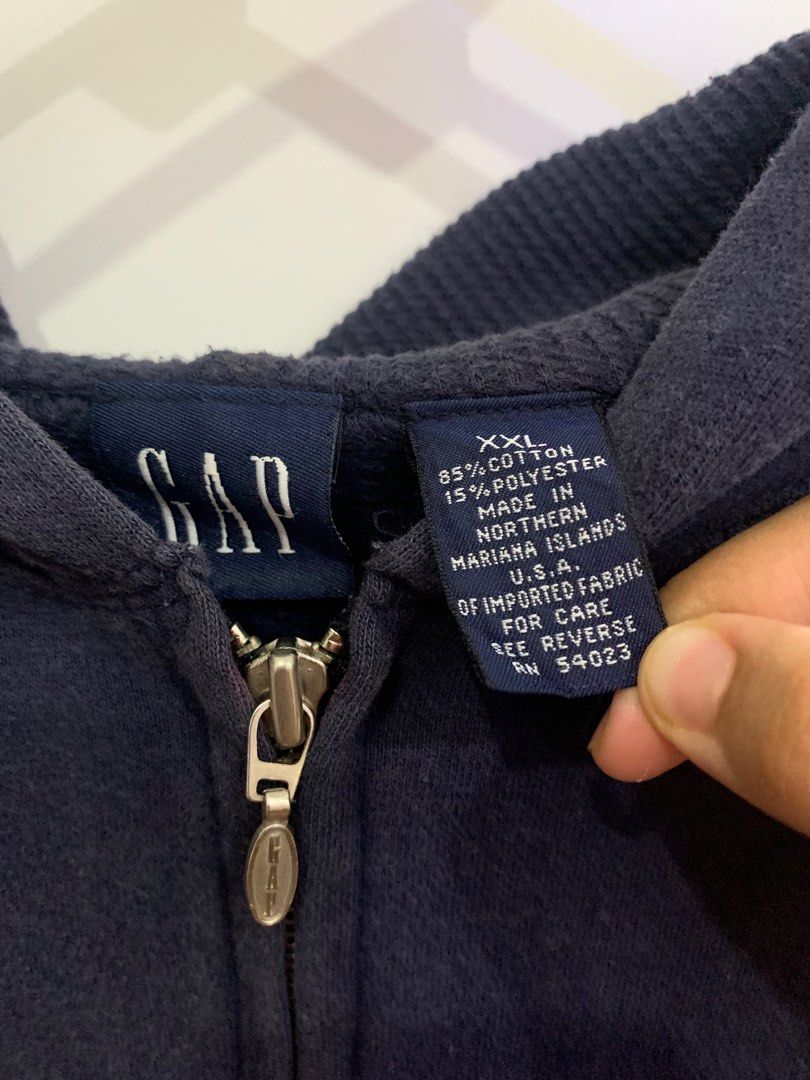 GAP
XXL
85% COTTON
15% POLYESTER
MADE IN
NORTHERN
MARIANA ISLANDS
U.S.A.
OF IMPORTED FABRIC
FOR CARE
SEE REVERSE
RN 54023
GAP